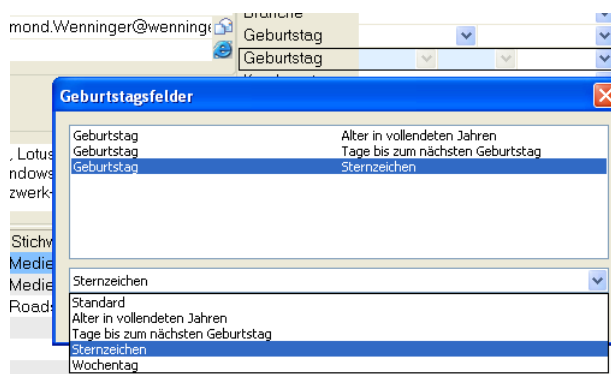 mond.Wenninger@wenninge
Branche
Geburtstag
Geburtstag
Geburtstagsfelder
Geburtstag Alter in vollendeten Jahren
Geburtstag Tage bis zum nächsten Geburtstag
Geburtstag Sternzeichen
, Lotus
ndows
zwerk-
Stichw
Medie
Medie
Roads
Sternzeichen
Standard
Alter in vollendeten Jahren
Tage bis zum nächsten Geburtstag
Sternzeichen
Wochentag